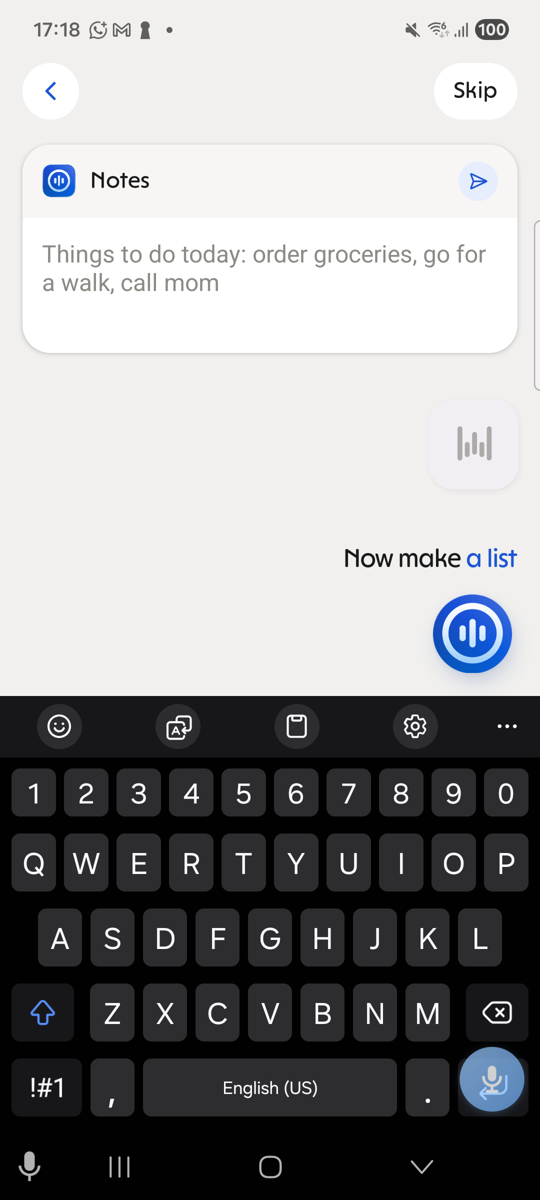 17:18
100
Skip
Notes
Things to do today: order groceries, go for
a walk, call mom
Now make a list
1 2 3 4 5 6 7 8 9 0
Q W E R T Y U I O P
A S D F G H J K L
Z X C V B N M
!#1 , English (US) .